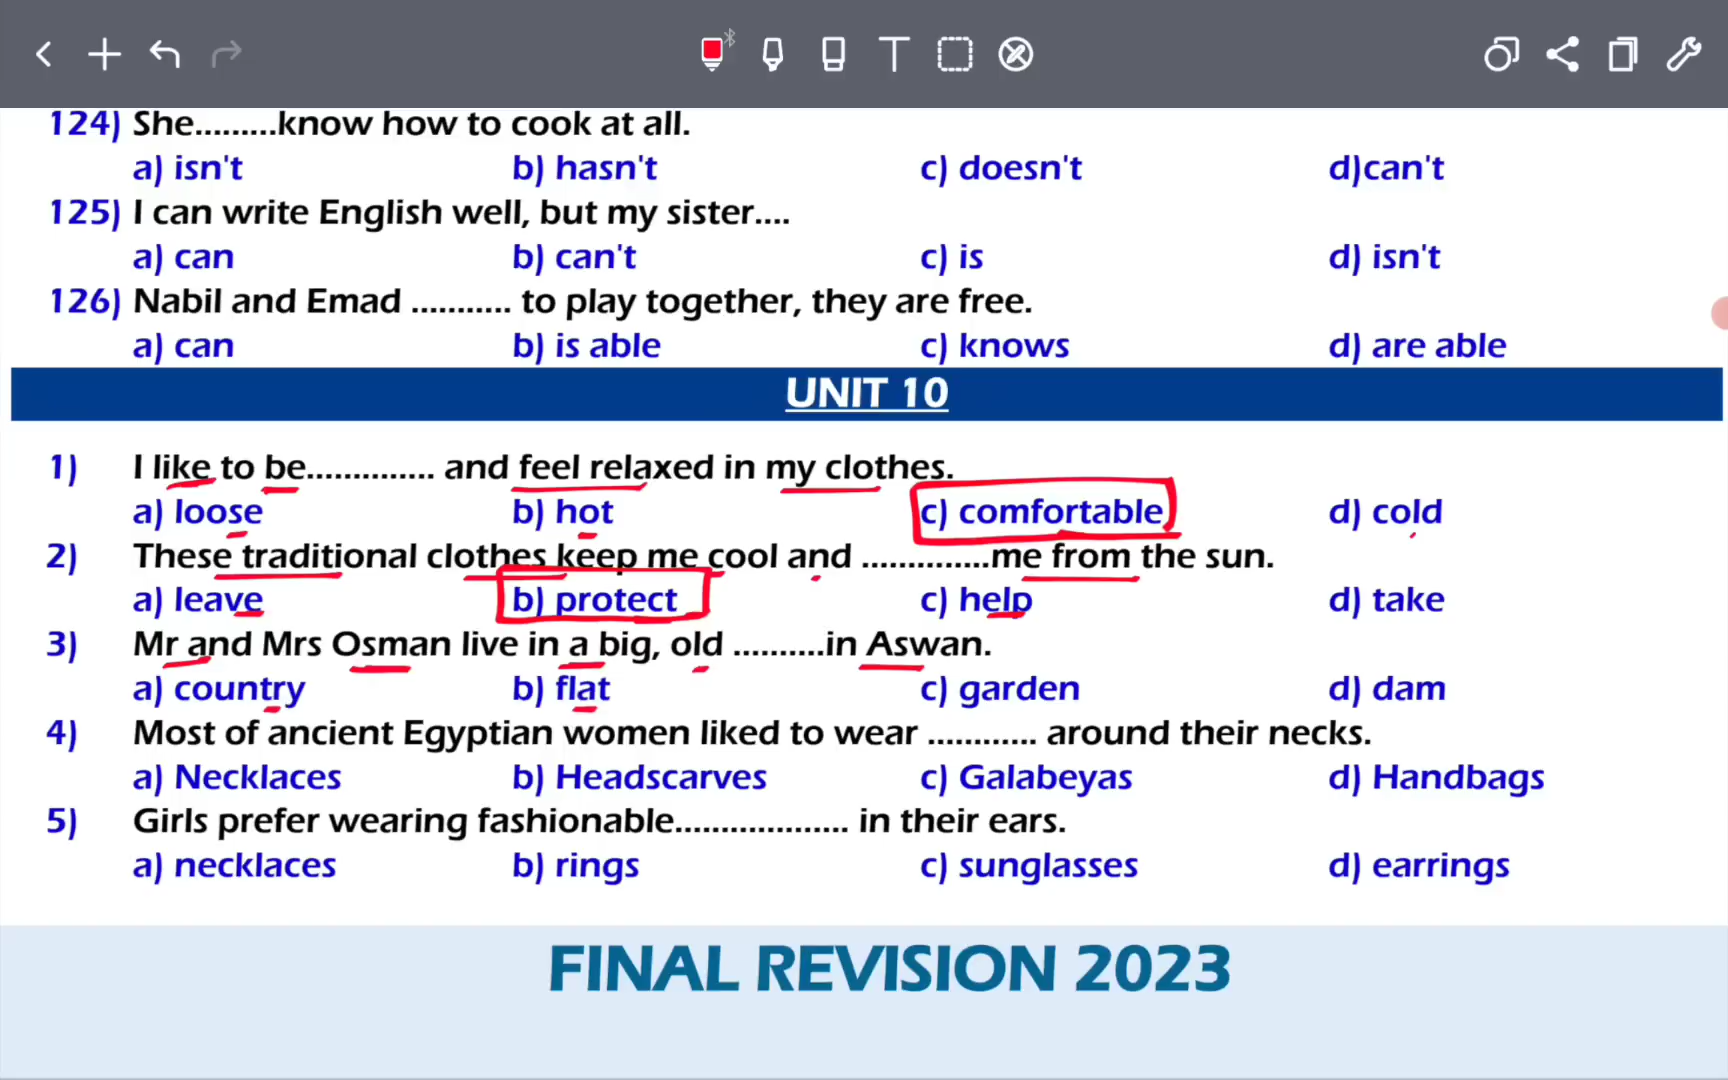 124) She.........know how to cook at all.
a) isn't b) hasn't c) doesn't d)can't
125) I can write English well, but my sister....
a) can b) can't c) is d) isn't
126) Nabil and Emad ........... to play together, they are free.
a) can b) is able c) knows d) are able
UNIT 10
1) I like to be.............. and feel relaxed in my clothes.
a) loose b) hot c) comfortable d) cold
2) These traditional clothes keep me cool and ..............me from the sun.
a) leave b) protect c) help d) take
3) Mr and Mrs Osman live in a big, old ..........in Aswan.
a) country b) flat c) garden d) dam
4) Most of ancient Egyptian women liked to wear ............ around their necks.
a) Necklaces b) Headscarves c) Galabeyas d) Handbags
5) Girls prefer wearing fashionable................... in their ears.
a) necklaces b) rings c) sunglasses d) earrings
FINAL REVISION 2023